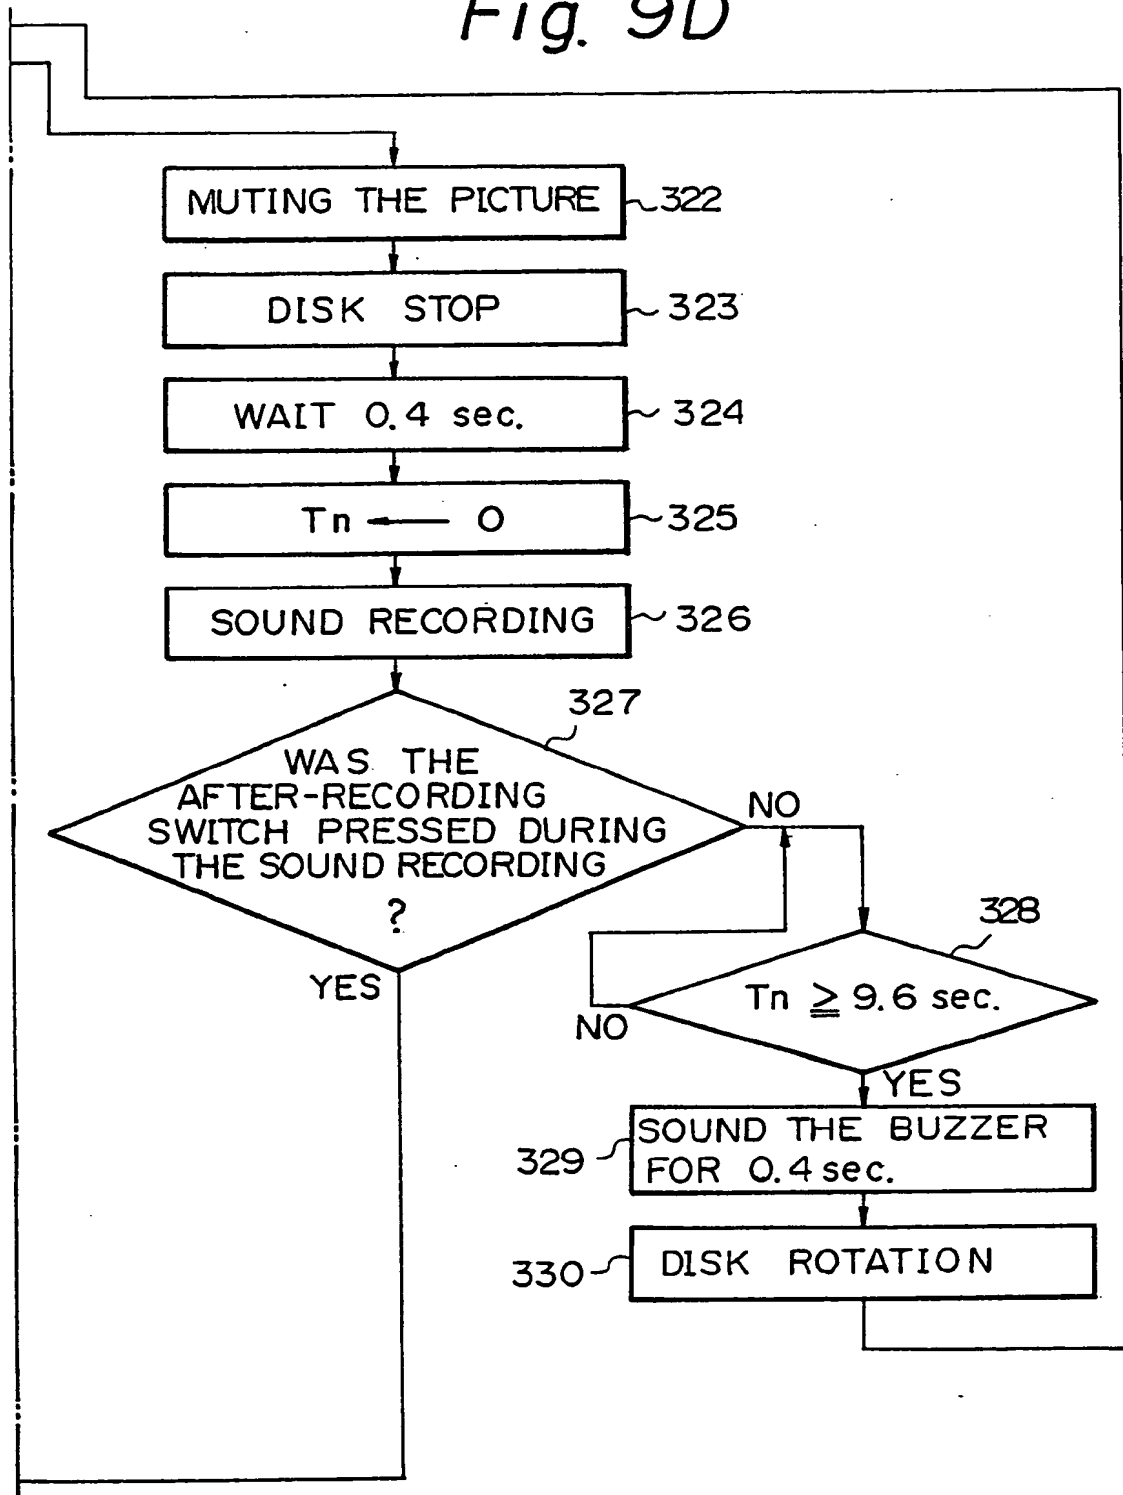 Fig. 9D
MUTING THE PICTURE
322
DISK STOP
323
WAIT 0.4 sec.
324
Tn ← 0
325
SOUND RECORDING
326
327
WAS THE
AFTER-RECORDING
SWITCH PRESSED DURING
THE SOUND RECORDING
?
NO
YES
328
Tn ≧ 9.6 sec.
NO
YES
SOUND THE BUZZER
FOR 0.4 sec.
329
DISK ROTATION
330